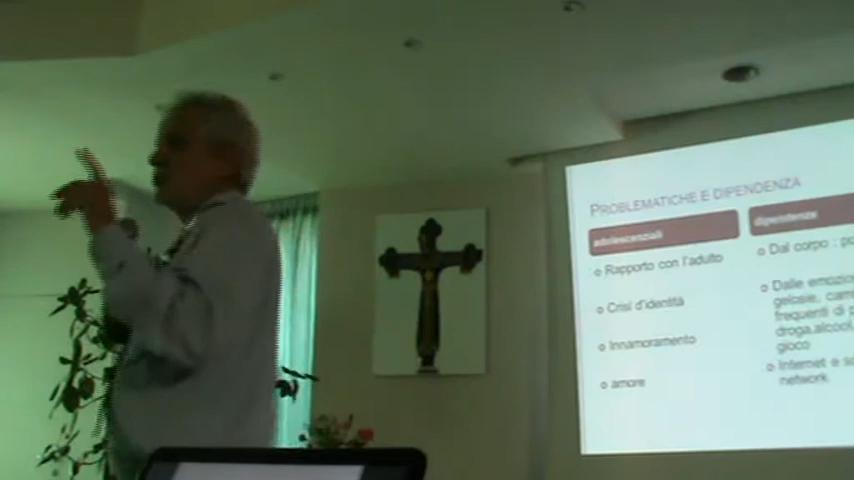 PROBLEMATICHE E DIPENDENZA
adolescenziali
dipendenze
Rapporto con l'adulto
Crisi d'identità
Innamoramento
amore
Dal corpo :
Dalle emozioni
gelosie,
frequenti di
droga,alcool,
gioco
Internet e
network